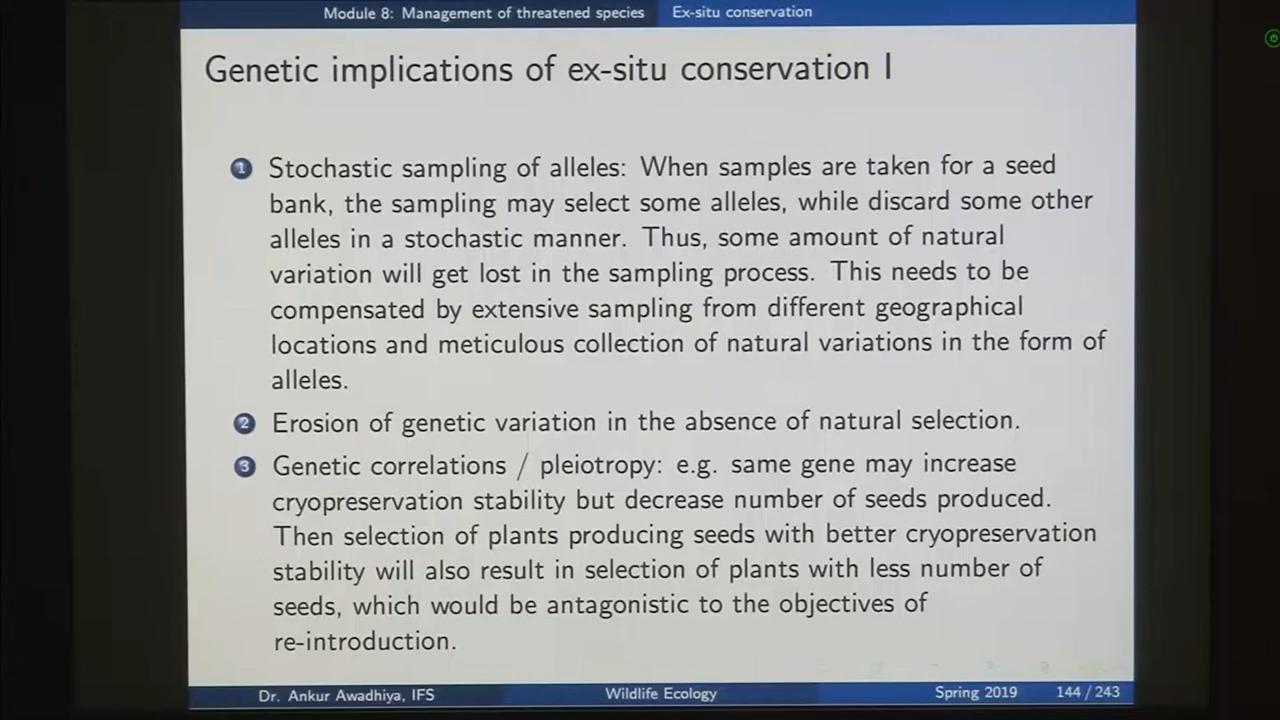 Module 8: Management of threatened species Ex-situ conservation
Genetic implications of ex-situ conservation I
1 Stochastic sampling of alleles: When samples are taken for a seed
bank, the sampling may select some alleles, while discard some other
alleles in a stochastic manner. Thus, some amount of natural
variation will get lost in the sampling process. This needs to be
compensated by extensive sampling from different geographical
locations and meticulous collection of natural variations in the form of
alleles.
2 Erosion of genetic variation in the absence of natural selection.
3 Genetic correlations / pleiotropy: e.g. same gene may increase
cryopreservation stability but decrease number of seeds produced.
Then selection of plants producing seeds with better cryopreservation
stability will also result in selection of plants with less number of
seeds, which would be antagonistic to the objectives of
re-introduction.
Dr. Ankur Awadhiya, IFS Wildlife Ecology Spring 2019 144 / 243